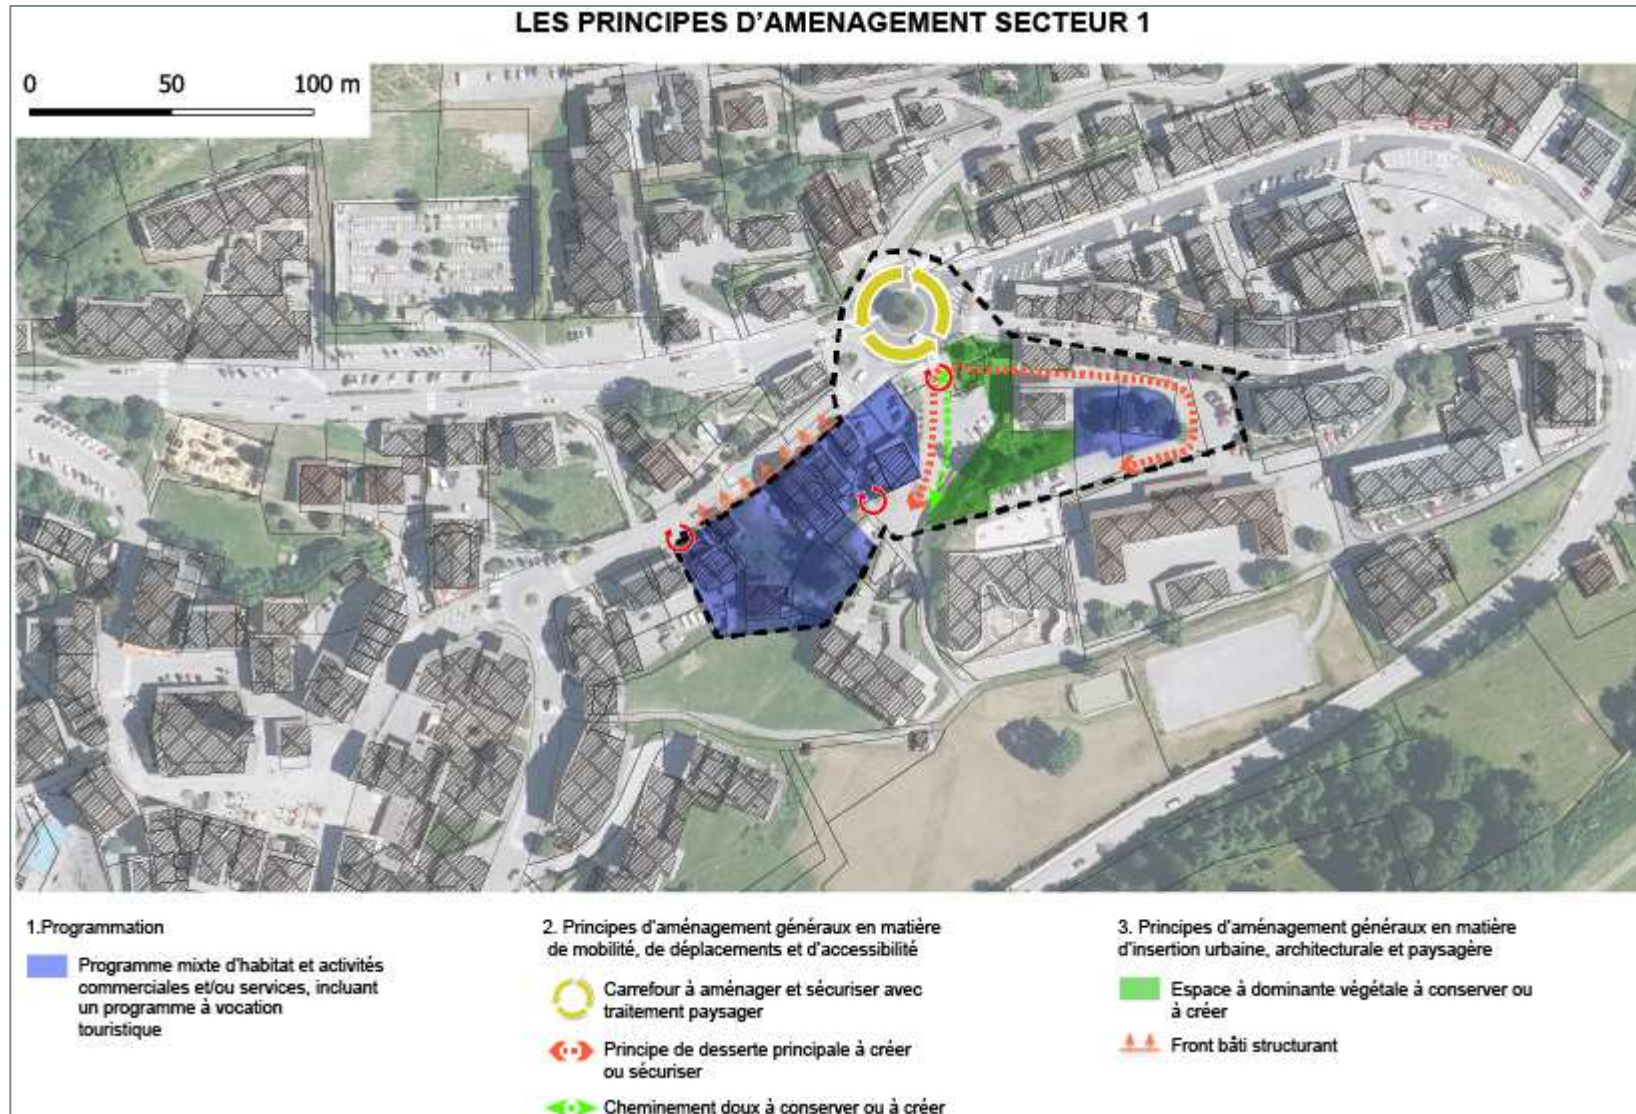 LES PRINCIPES D'AMENAGEMENT SECTEUR 1
0 50 100 m
1.Programmation
Programme mixte d'habitat et activités
commerciales et/ou services, incluant
un programme à vocation
touristique
2. Principes d'aménagement généraux en matière
de mobilité, de déplacements et d'accessibilité
Carrefour à aménager et sécuriser avec
traitement paysager
Principe de desserte principale à créer
ou sécuriser
Cheminement doux à conserver ou à créer
3. Principes d'aménagement généraux en matière
d'insertion urbaine, architecturale et paysagère
Espace à dominante végétale à conserver ou
à créer
Front bâti structurant